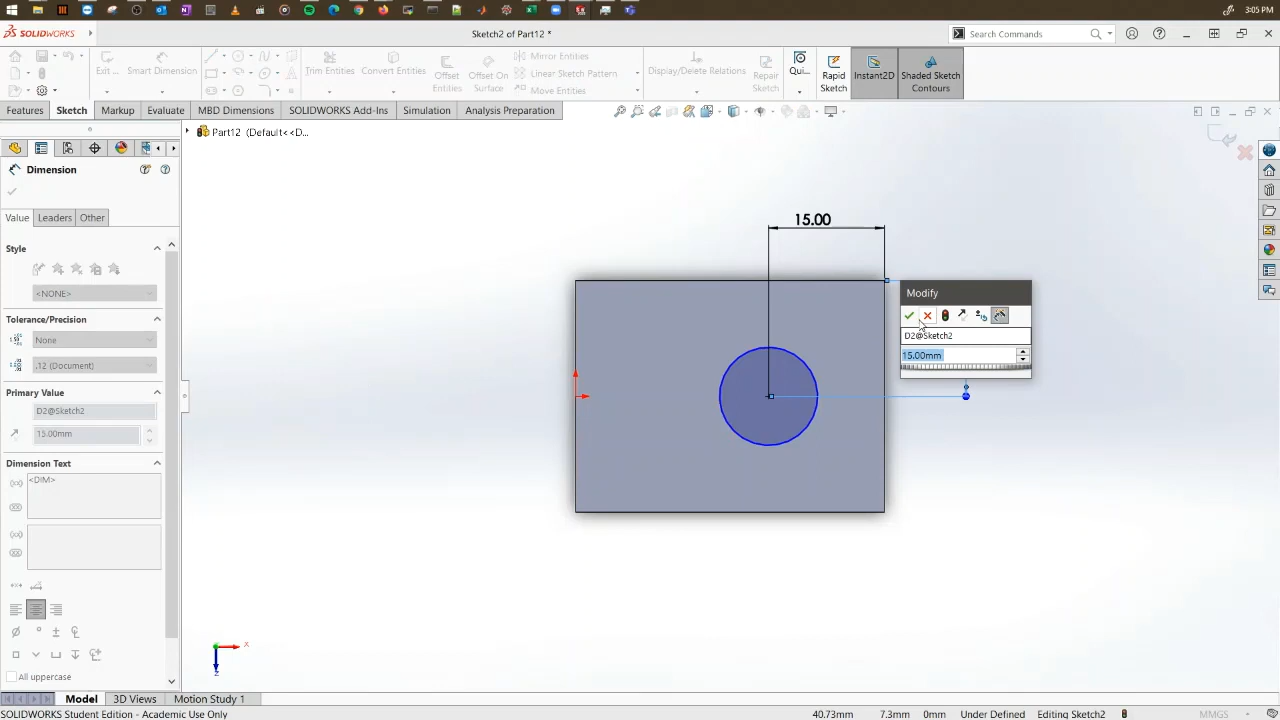 3:05 PM
SOLIDWORKS
Sketch2 of Part12 *
Search Commands
Exit ...
Smart Dimension
Trim Entities
Convert Entities
Offset Entities
Offset On Surface
Mirror Entities
Linear Sketch Pattern
Move Entities
Display/Delete Relations
Repair Sketch
Qui...
Rapid Sketch
Instant2D
Shaded Sketch Contours
Features
Sketch
Markup
Evaluate
MBD Dimensions
SOLIDWORKS Add-Ins
Simulation
Analysis Preparation
Part12 (Default<<D...
Dimension
Value
Leaders
Other
Style
<NONE>
Tolerance/Precision
None
.12 (Document)
Primary Value
D2@Sketch2
15.00mm
Dimension Text
<DIM>
All uppercase
15.00
Modify
D2@Sketch2
15.00mm
X
Z
Model
3D Views
Motion Study 1
SOLIDWORKS Student Edition - Academic Use Only
40.73mm
7.3mm
0mm
Under Defined
Editing Sketch2
MMGS